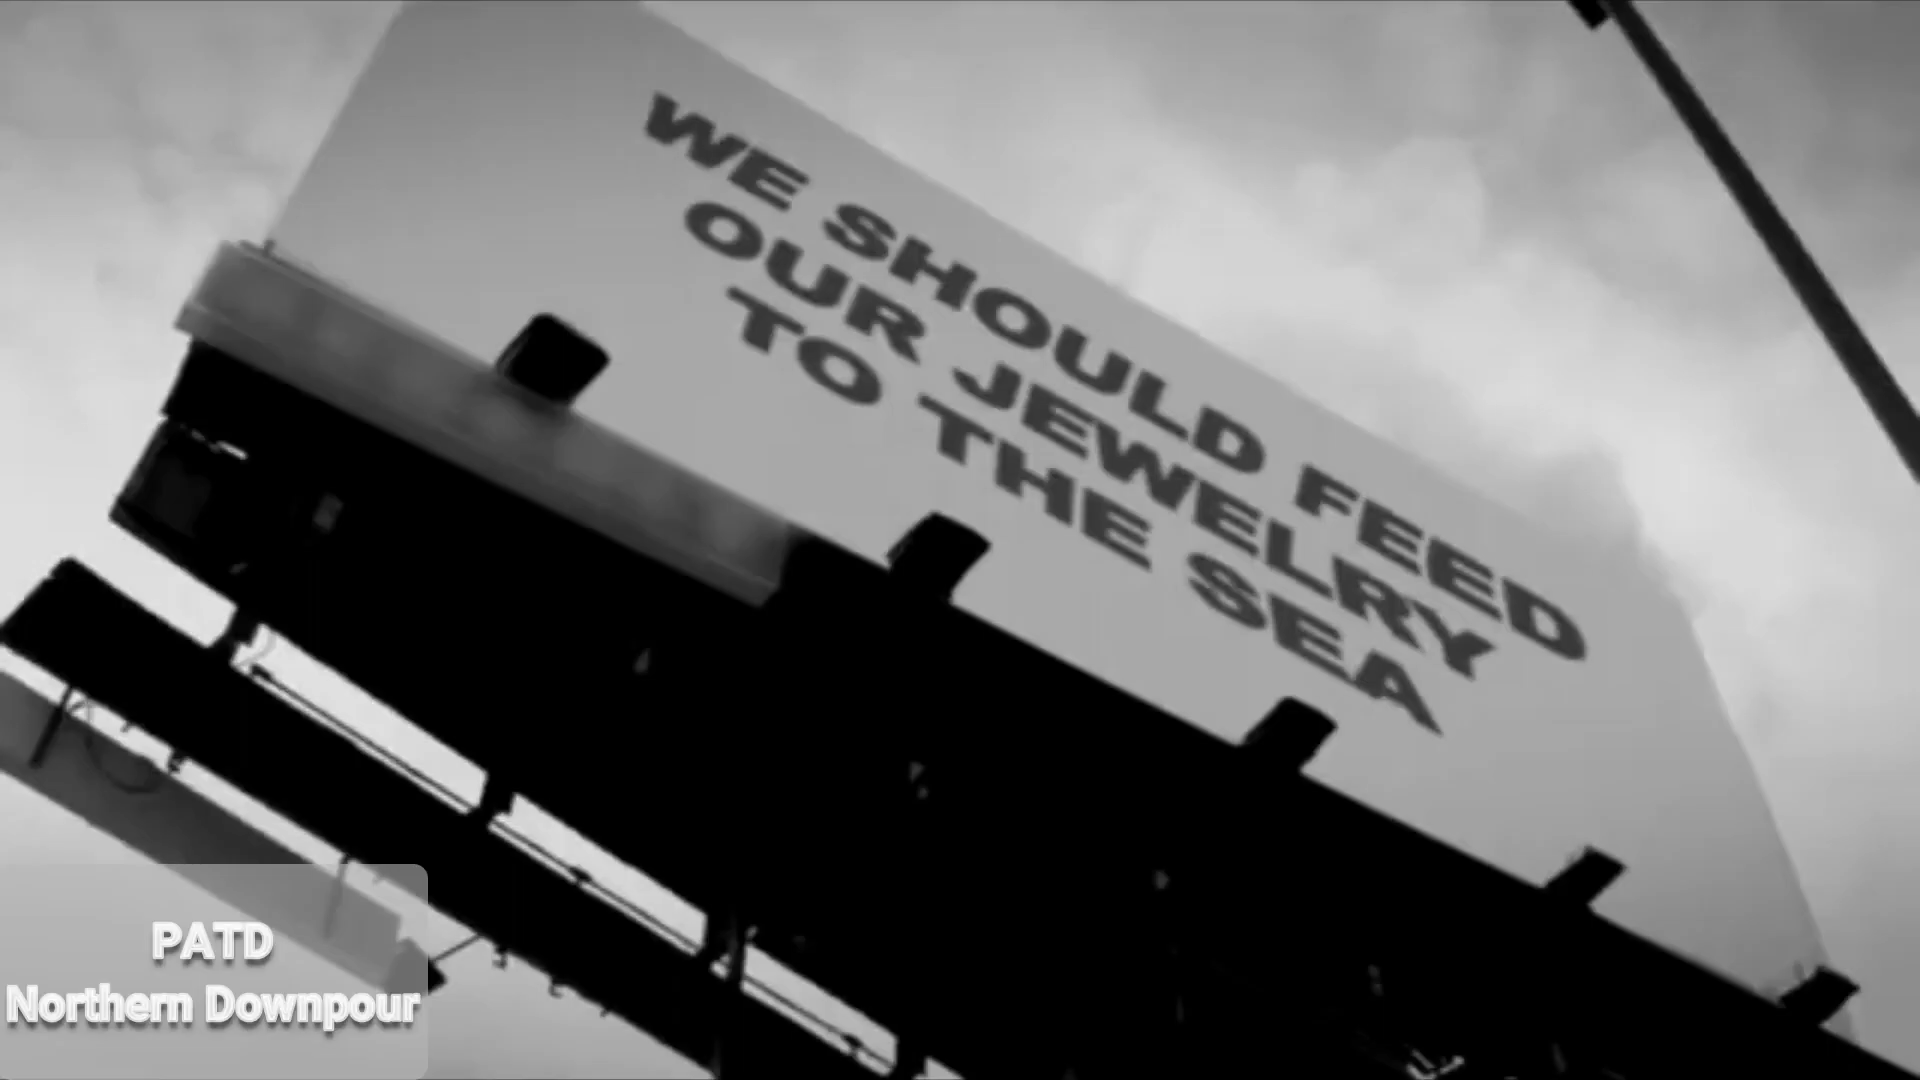 WE SHOULD FEED
OUR JEWELRY
TO THE SEA
PATD
Northern Downpour